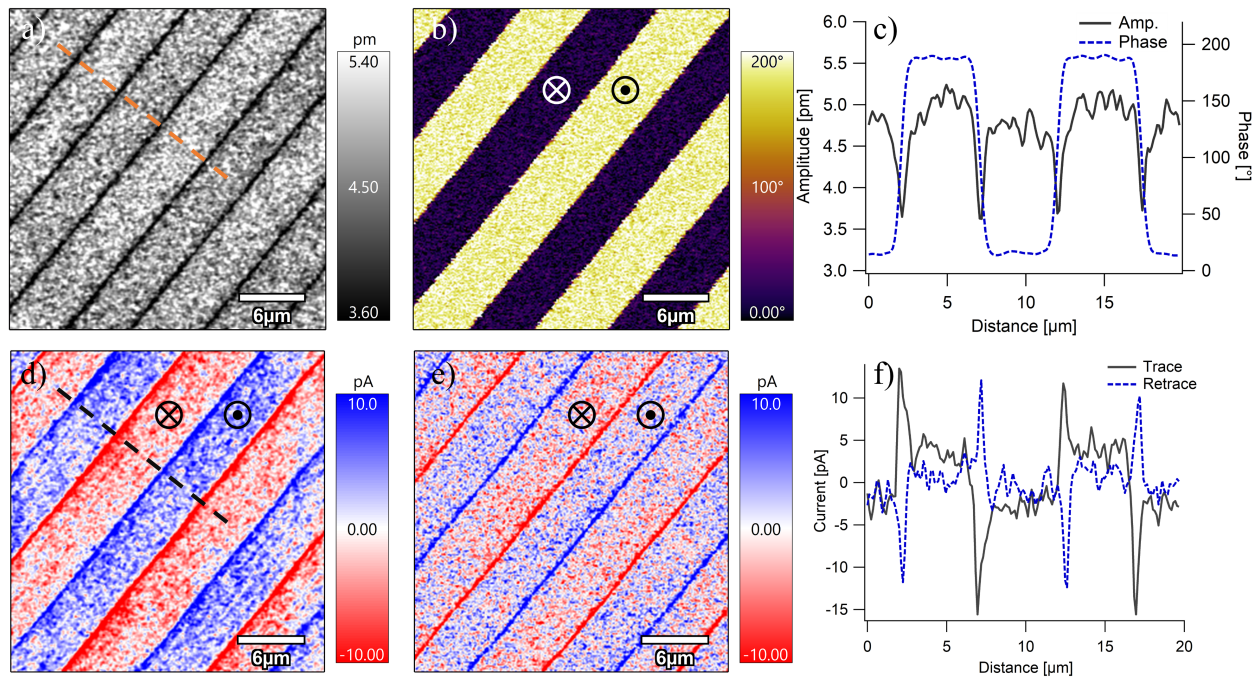 a)
pm
5.40
4.50
3.60
6µm
b)
200°
100°
0.00°
6µm
c)
Amp.
Phase
6.0
5.5
5.0
4.5
4.0
3.5
3.0
Amplitude [pm]
200
150
100
50
0
Phase [°]
0
5
10
15
Distance [µm]
d)
pA
10.0
0.00
-10.00
6µm
e)
pA
10.0
0.00
-10.00
6µm
f)
Trace
Retrace
10
5
0
-5
-10
-15
Current [pA]
0
5
10
15
20
Distance [µm]